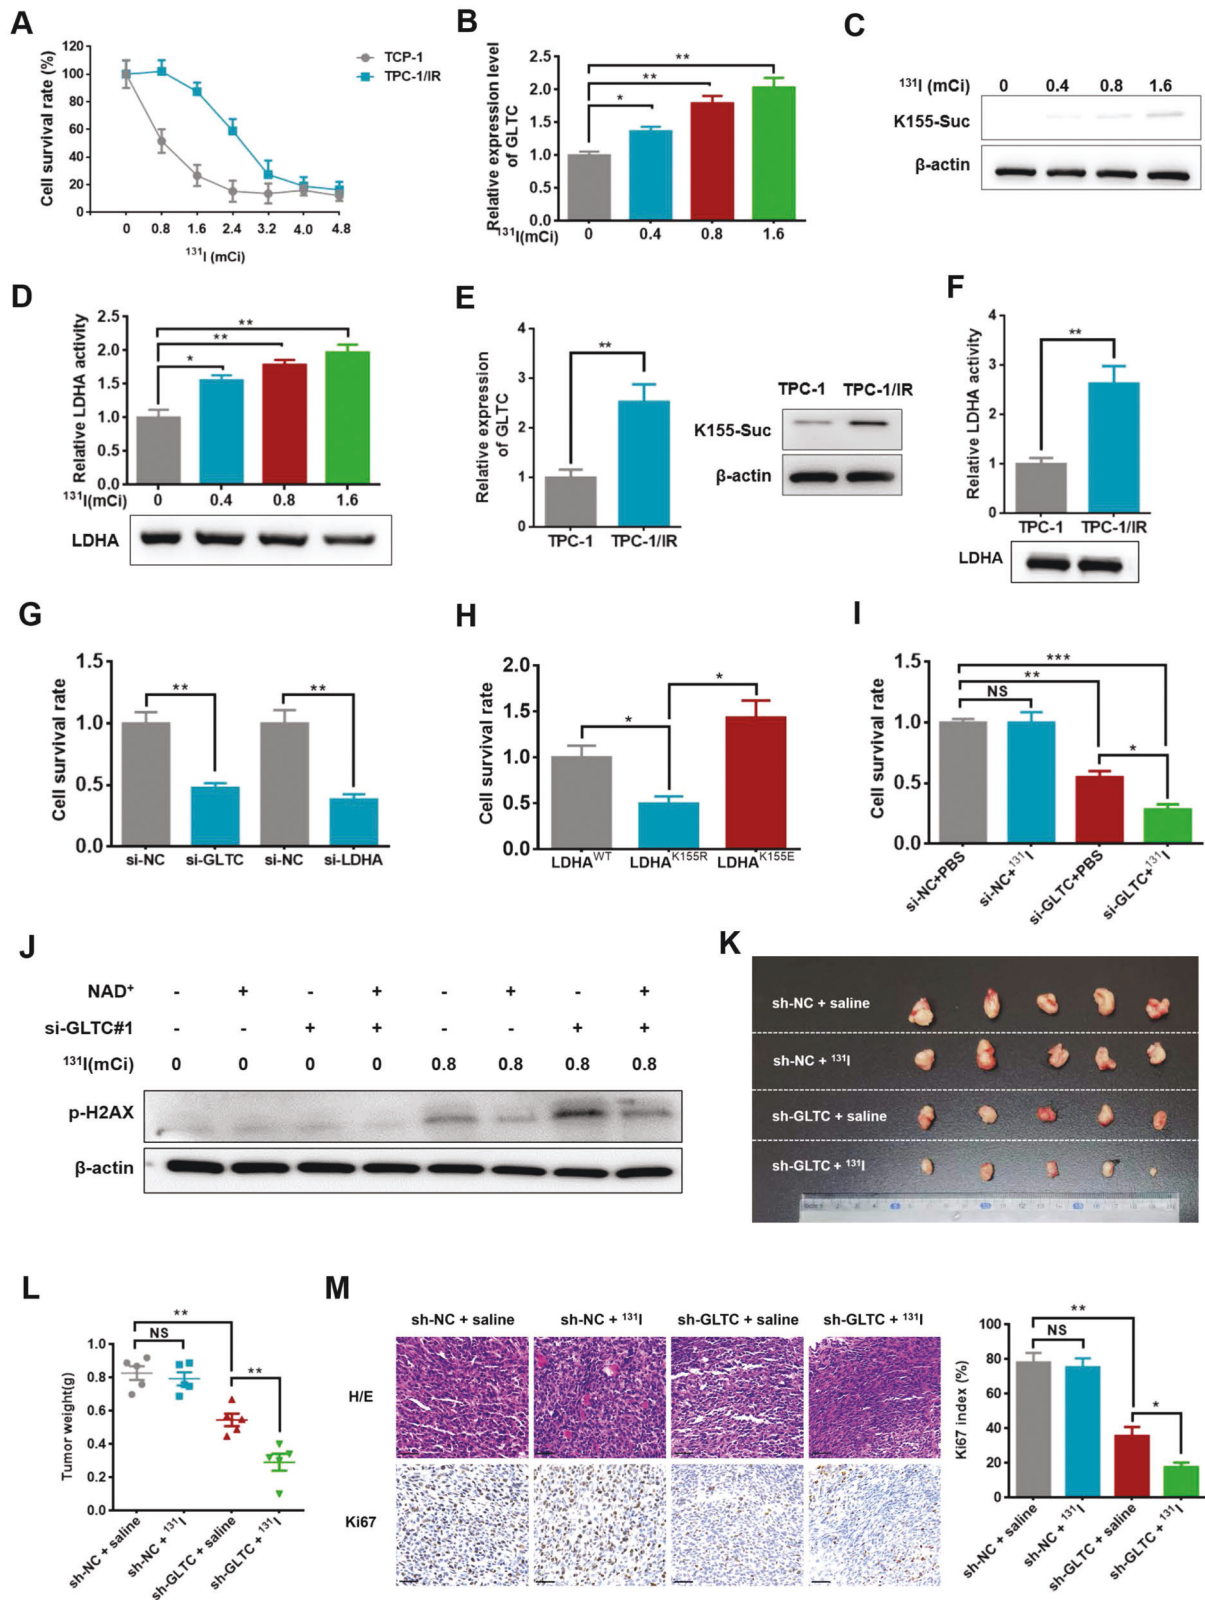 A
Cell survival rate (%)
120
100
80
60
40
20
0
0 0.8 1.6 2.4 3.2 4.0 4.8
¹³¹I (mCi)
TCP-1
TPC-1/IR
B
Relative expression level
of GLTC
2.5
2.0
1.5
1.0
0.5
0.0
* ** **
¹³¹I(mCi) 0 0.4 0.8 1.6
C
¹³¹I (mCi) 0 0.4 0.8 1.6
K155-Suc
β-actin
D
Relative LDHA activity
2.5
2.0
1.5
1.0
0.5
0.0
* ** **
¹³¹I(mCi) 0 0.4 0.8 1.6
LDHA
E
Relative expression
of GLTC
4
3
2
1
0
**
TPC-1 TPC-1/IR
TPC-1 TPC-1/IR
K155-Suc
β-actin
F
Relative LDHA activity
4
3
2
1
0
**
TPC-1 TPC-1/IR
LDHA
G
Cell survival rate
1.5
1.0
0.5
0.0
** **
si-NC si-GLTC si-NC si-LDHA
H
Cell survival rate
2.0
1.5
1.0
0.5
0.0
* *
LDHA^WT LDHA^K155R LDHA^K155E
I
Cell survival rate
1.5
1.0
0.5
0.0
***
**
NS
*
si-NC+PBS
si-NC+¹³¹I
si-GLTC+PBS
si-GLTC+¹³¹I
J
NAD⁺ - + - + - + - +
si-GLTC#1 - - + + - - + +
¹³¹I(mCi) 0 0 0 0 0.8 0.8 0.8 0.8
p-H2AX
β-actin
K
sh-NC + saline
sh-NC + ¹³¹I
sh-GLTC + saline
sh-GLTC + ¹³¹I
L
Tumor weight(g)
1.0
0.8
0.6
0.4
0.2
0.0
**
NS
**
sh-NC + saline
sh-NC + ¹³¹I
sh-GLTC + saline
sh-GLTC + ¹³¹I
M
sh-NC + saline sh-NC + ¹³¹I sh-GLTC + saline sh-GLTC + ¹³¹I
H/E
Ki67
Ki67 index (%)
100
80
60
40
20
0
**
NS
*
sh-NC + saline
sh-NC + ¹³¹I
sh-GLTC + saline
sh-GLTC + ¹³¹I